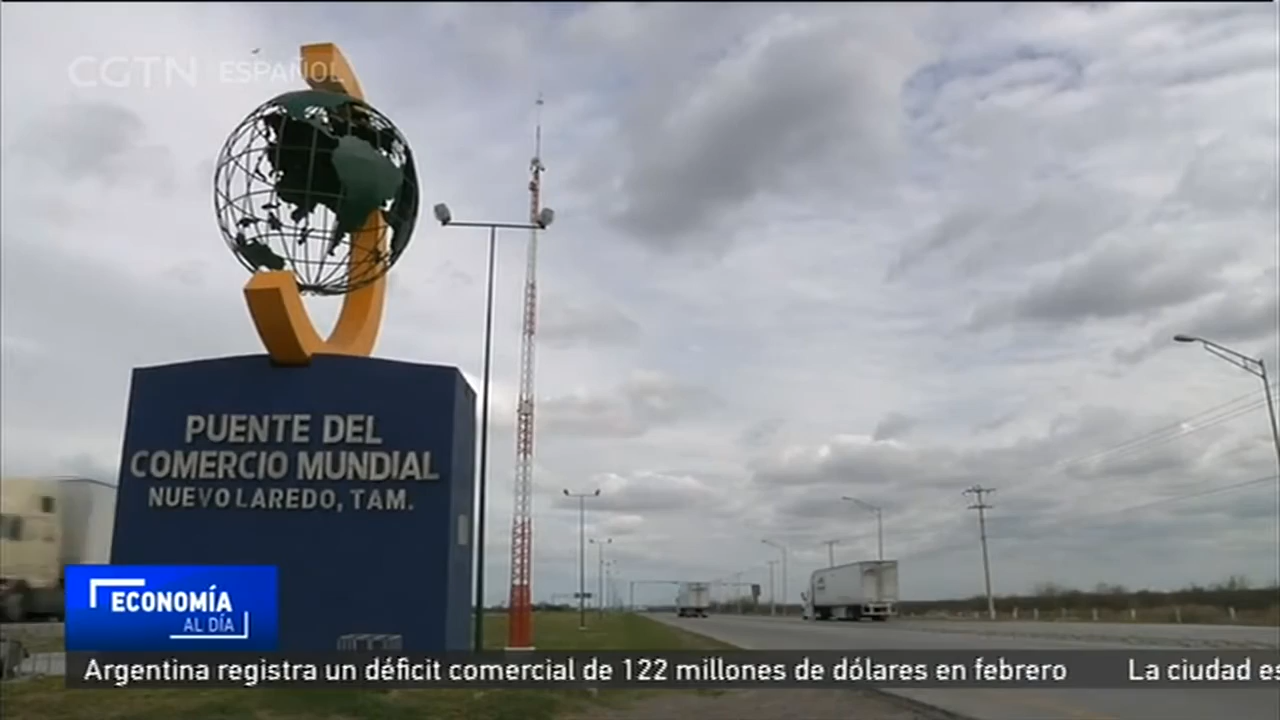 CGTN ESPAÑOL
PUENTE DEL
COMERCIO MUNDIAL
NUEVO LAREDO, TAM.
ECONOMÍA
AL DÍA
Argentina registra un déficit comercial de 122 millones de dólares en febrero La ciudad